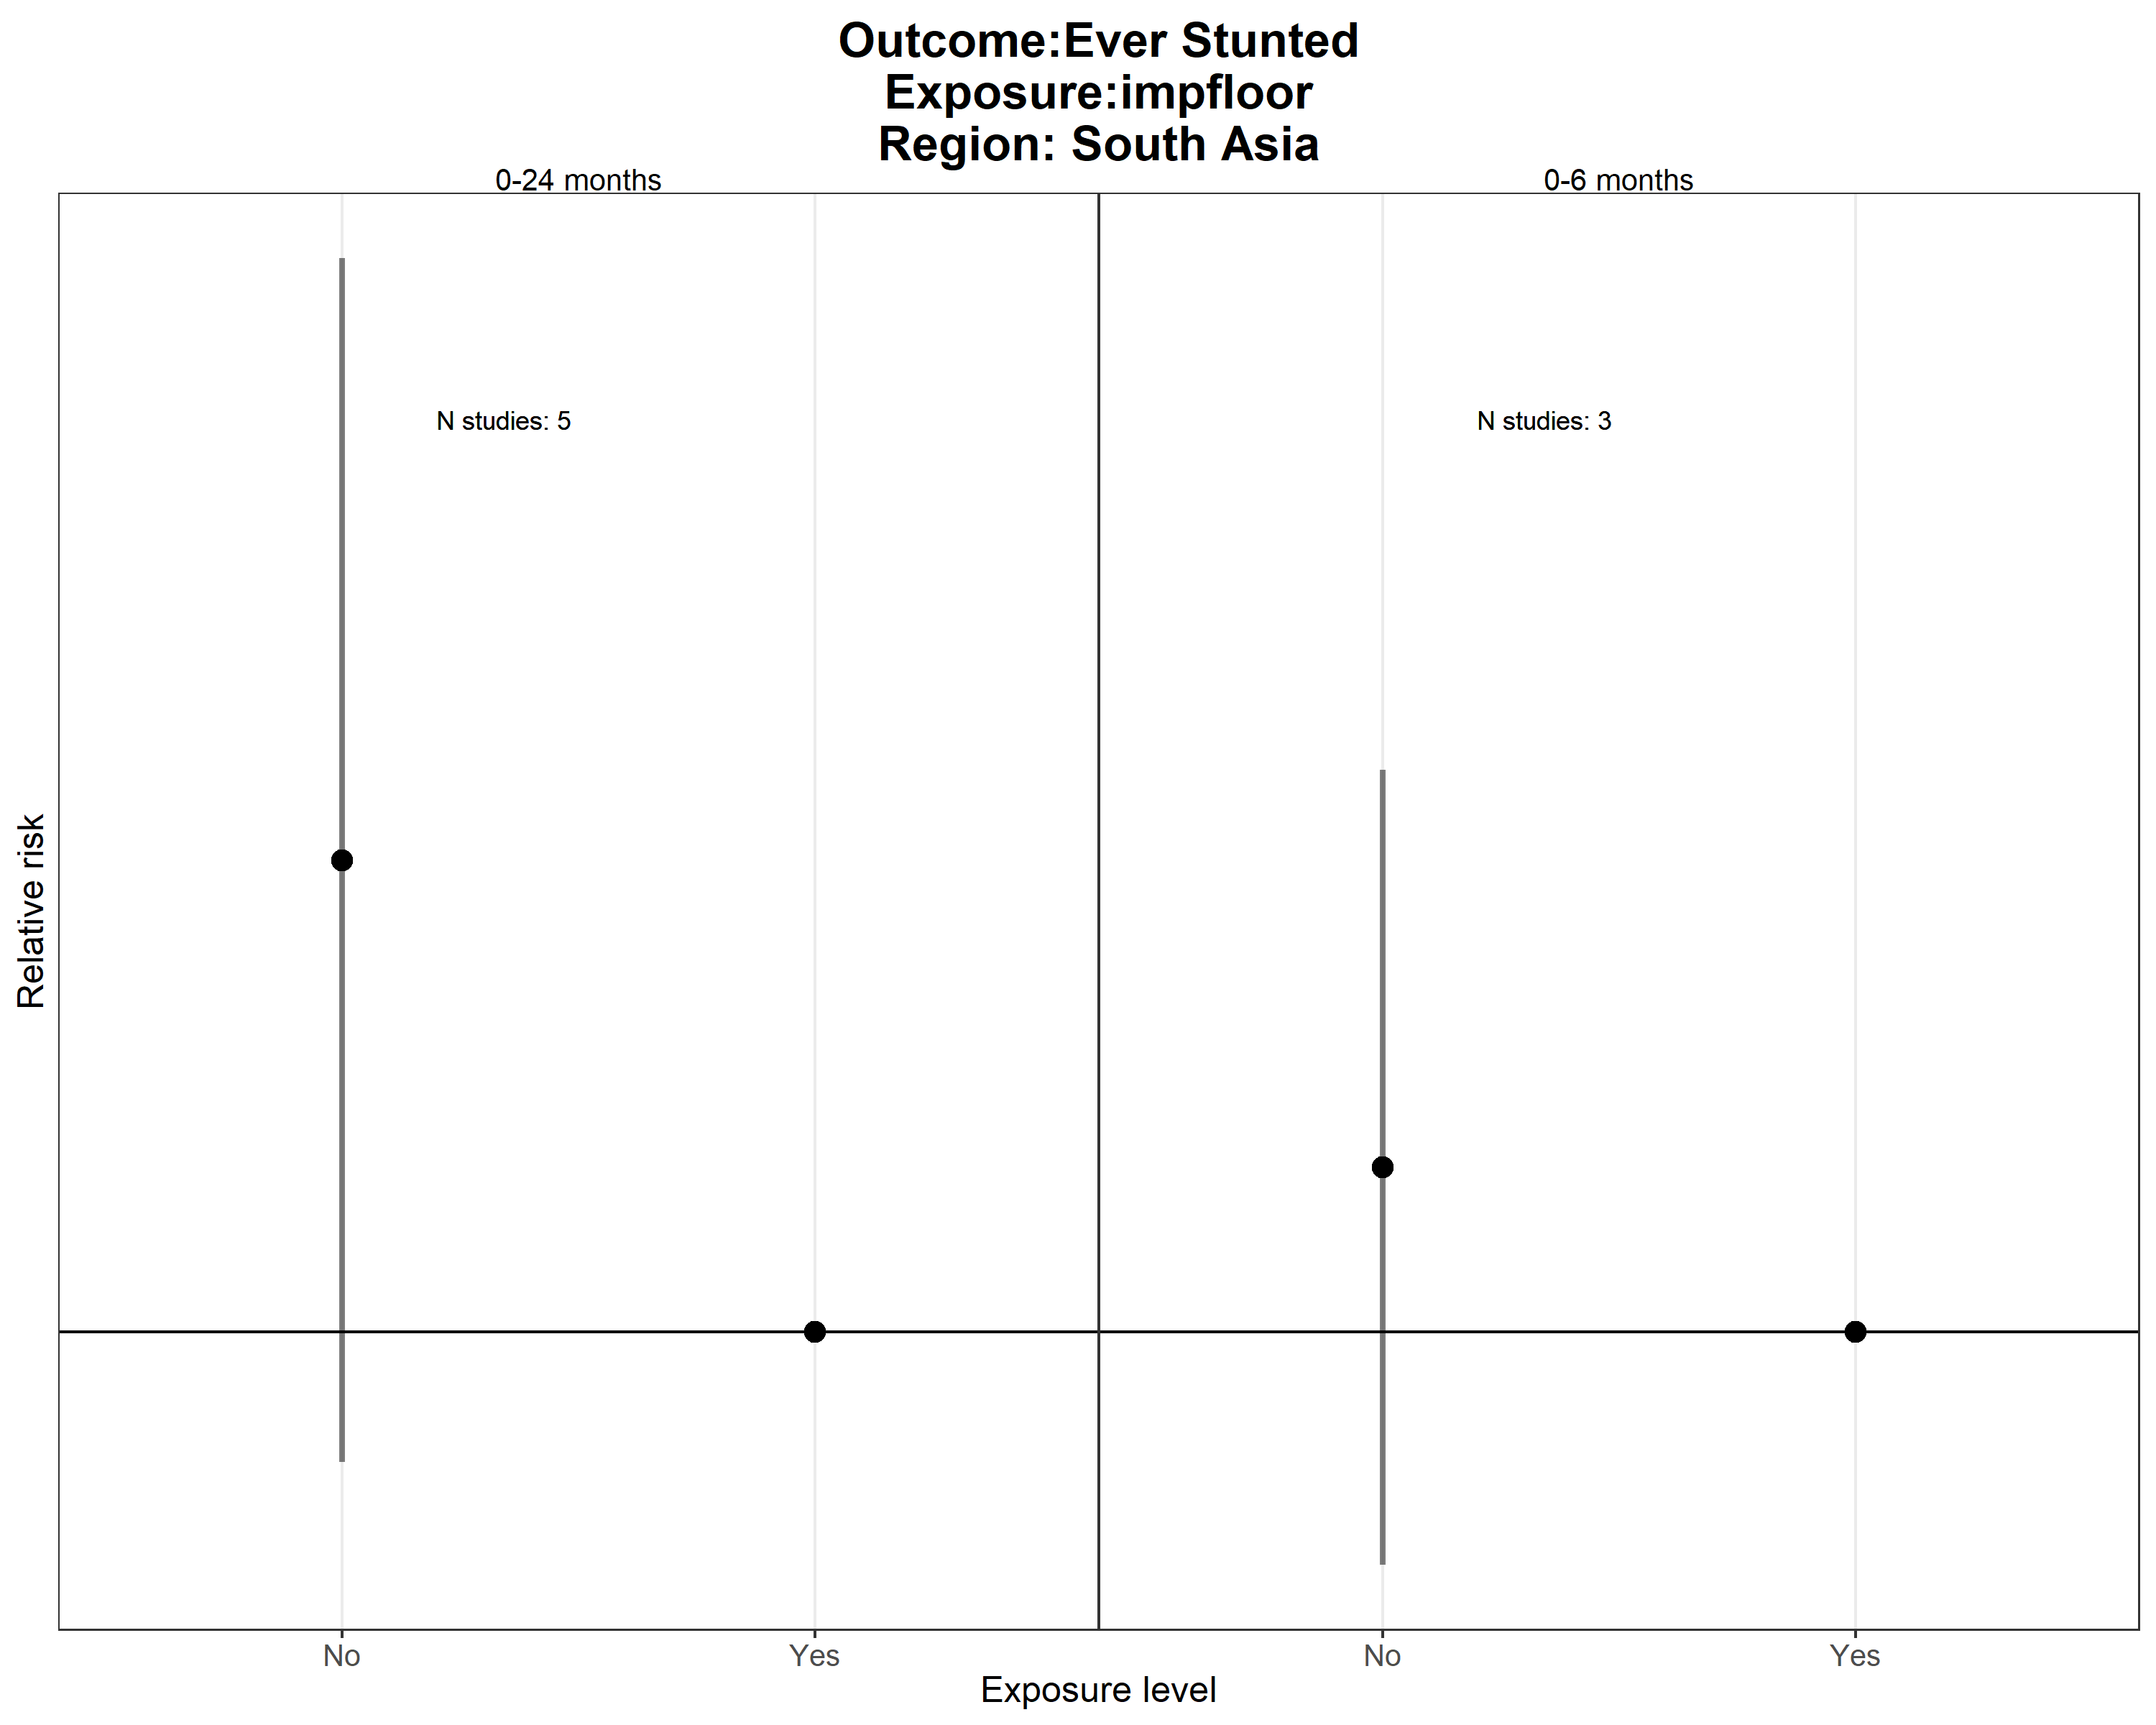 Outcome:Ever Stunted
Exposure:impfloor
Region: South Asia
0-24 months
0-6 months
N studies: 5
N studies: 3
Relative risk
No
Yes
No
Yes
Exposure level